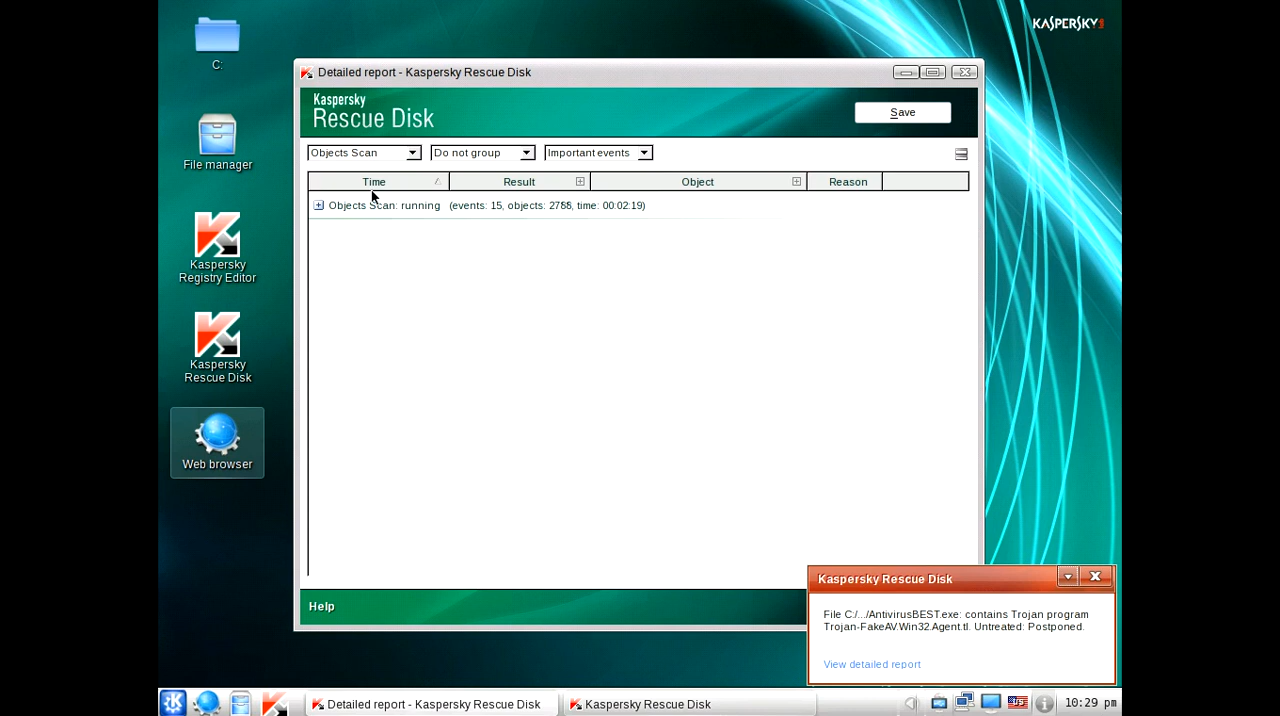 C:
File manager
Kaspersky
Registry Editor
Kaspersky
Rescue Disk
Web browser
KASPERSKY
Detailed report - Kaspersky Rescue Disk
Kaspersky
Rescue Disk
Save
Objects Scan
Do not group
Important events
Time
Result
Object
Reason
Objects Scan: running (events: 15, objects: time: 00:02:19)
Help
Kaspersky Rescue Disk
File C:/.../AntivirusBEST.exe: contains Trojan program
Trojan-FakeAV.Win32.Agent.tl. Untreated: Postponed.
View detailed report
Detailed report - Kaspersky Rescue Disk
Kaspersky Rescue Disk
10:29 pm